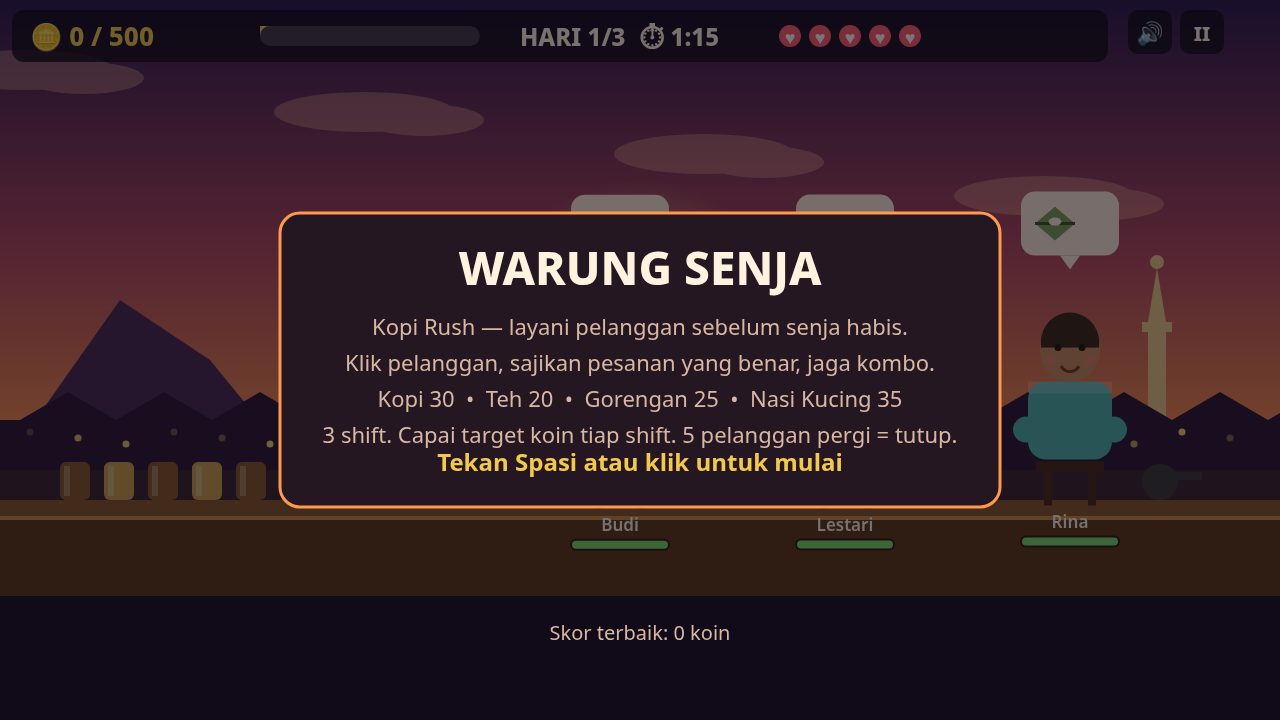 0 / 500
HARI 1/3 1:15
II
WARUNG SENJA
Kopi Rush — layani pelanggan sebelum senja habis.
Klik pelanggan, sajikan pesanan yang benar, jaga kombo.
Kopi 30 • Teh 20 • Gorengan 25 • Nasi Kucing 35
3 shift. Capai target koin tiap shift. 5 pelanggan pergi = tutup.
Tekan Spasi atau klik untuk mulai
Budi
Lestari
Rina
Skor terbaik: 0 koin